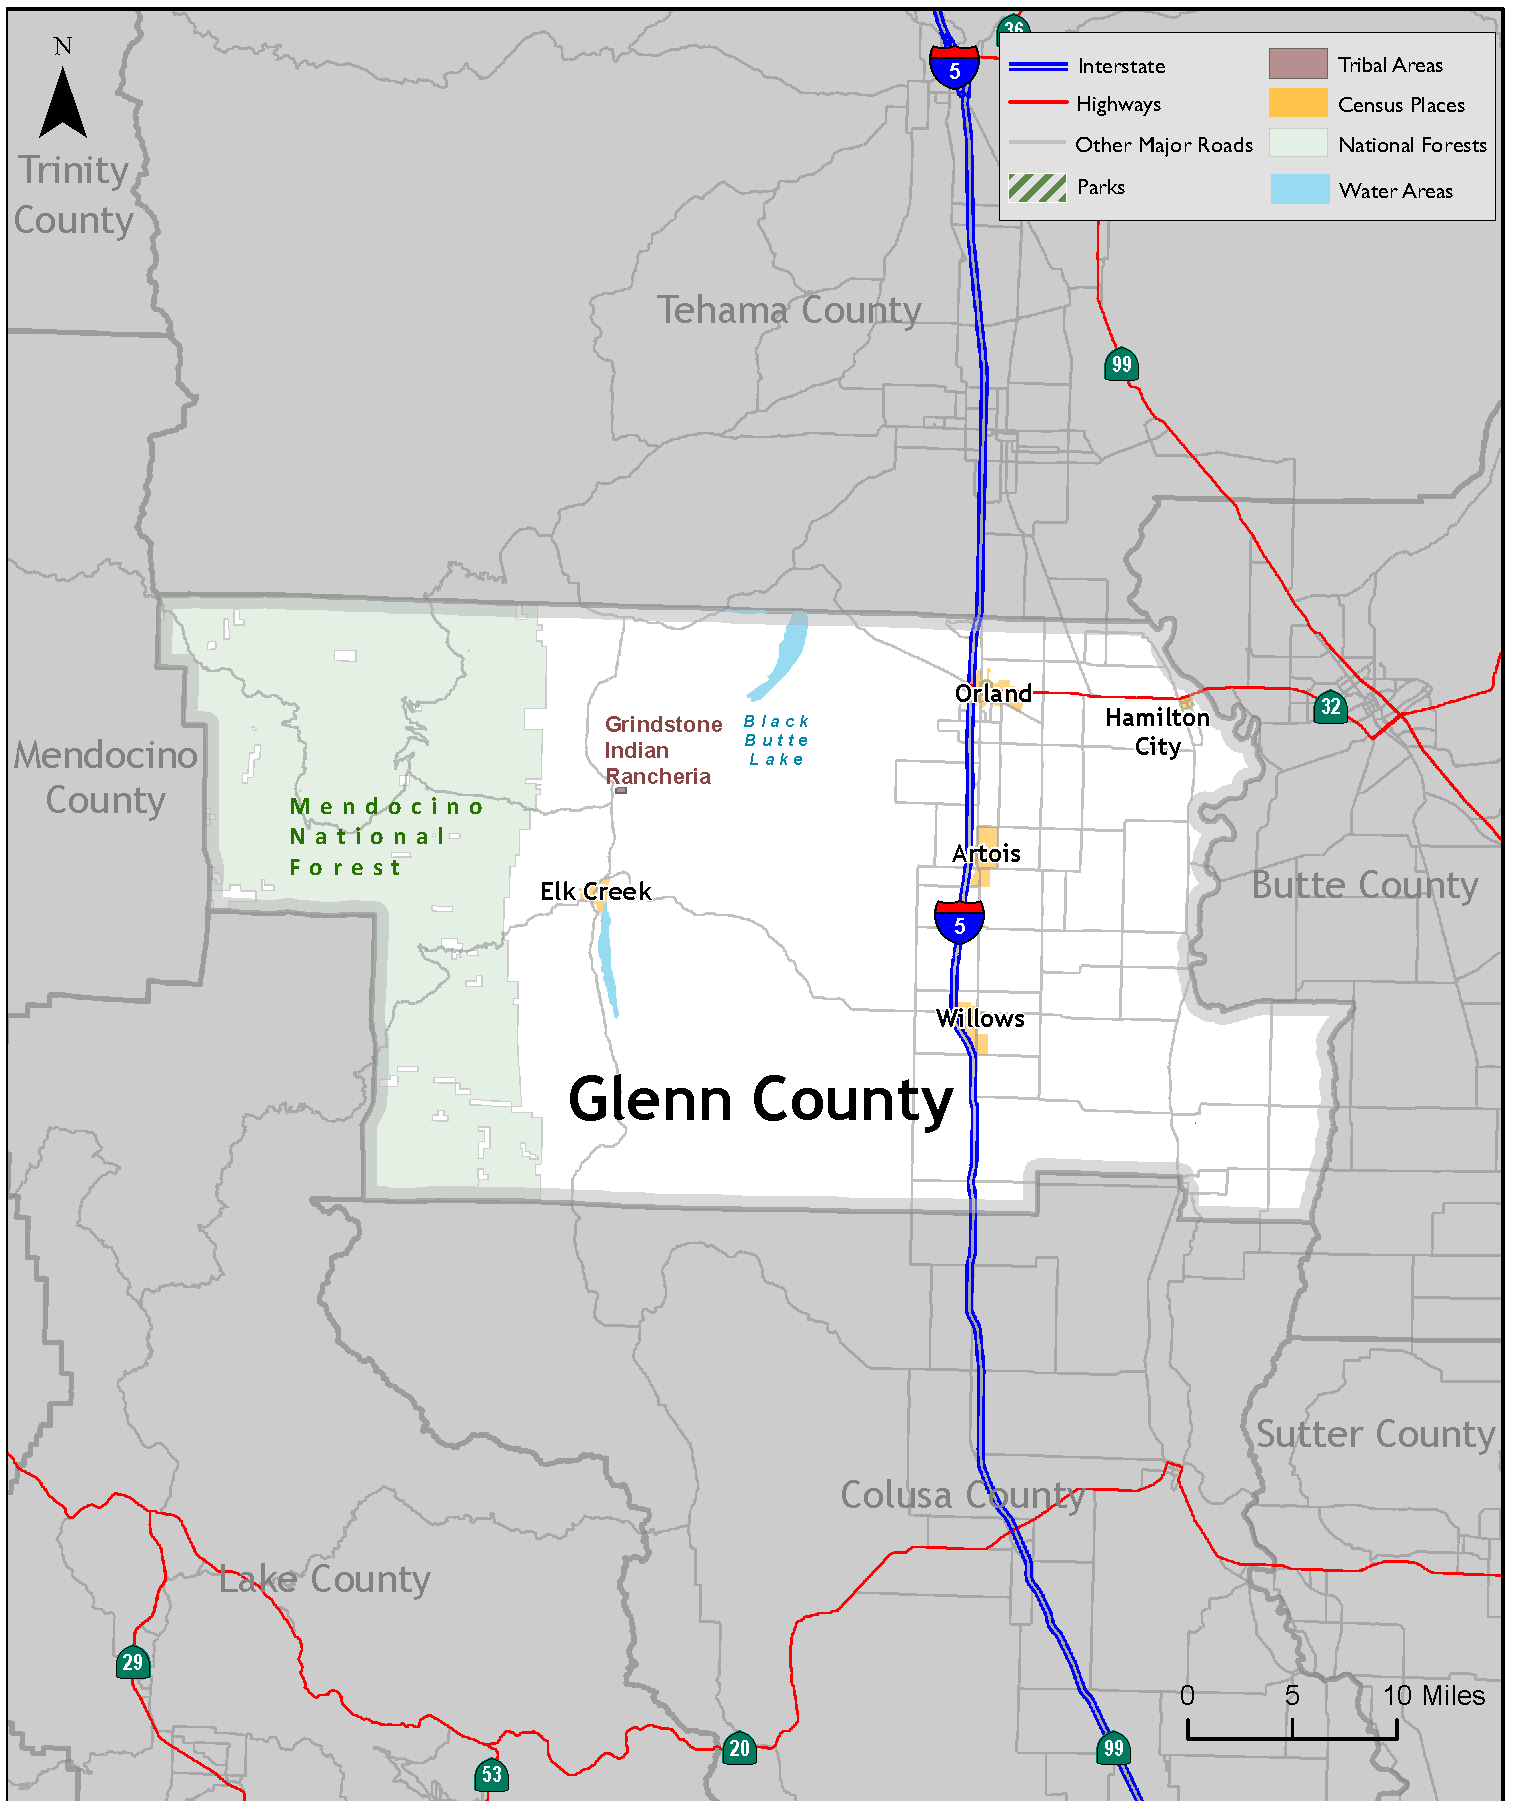 N
36
5
Interstate
Highways
Other Major Roads
Parks
Tribal Areas
Census Places
National Forests
Water Areas
Trinity
County
Tehama County
99
Orland
Hamilton
City
32
Grindstone
Indian
Rancheria
Black
Butte
Lake
Mendocino
County
Mendocino
National
Forest
Artois
Elk Creek
Butte County
5
Willows
Glenn County
Sutter County
Colusa County
Lake County
29
20
53
99
0 5 10 Miles